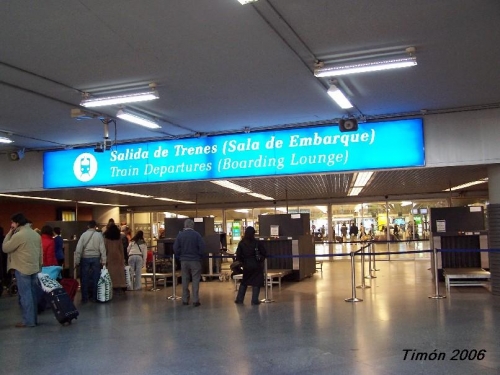 Salida de Trenes (Sala de Embarque)
Train Departures (Boarding Lounge)
Timón 2006